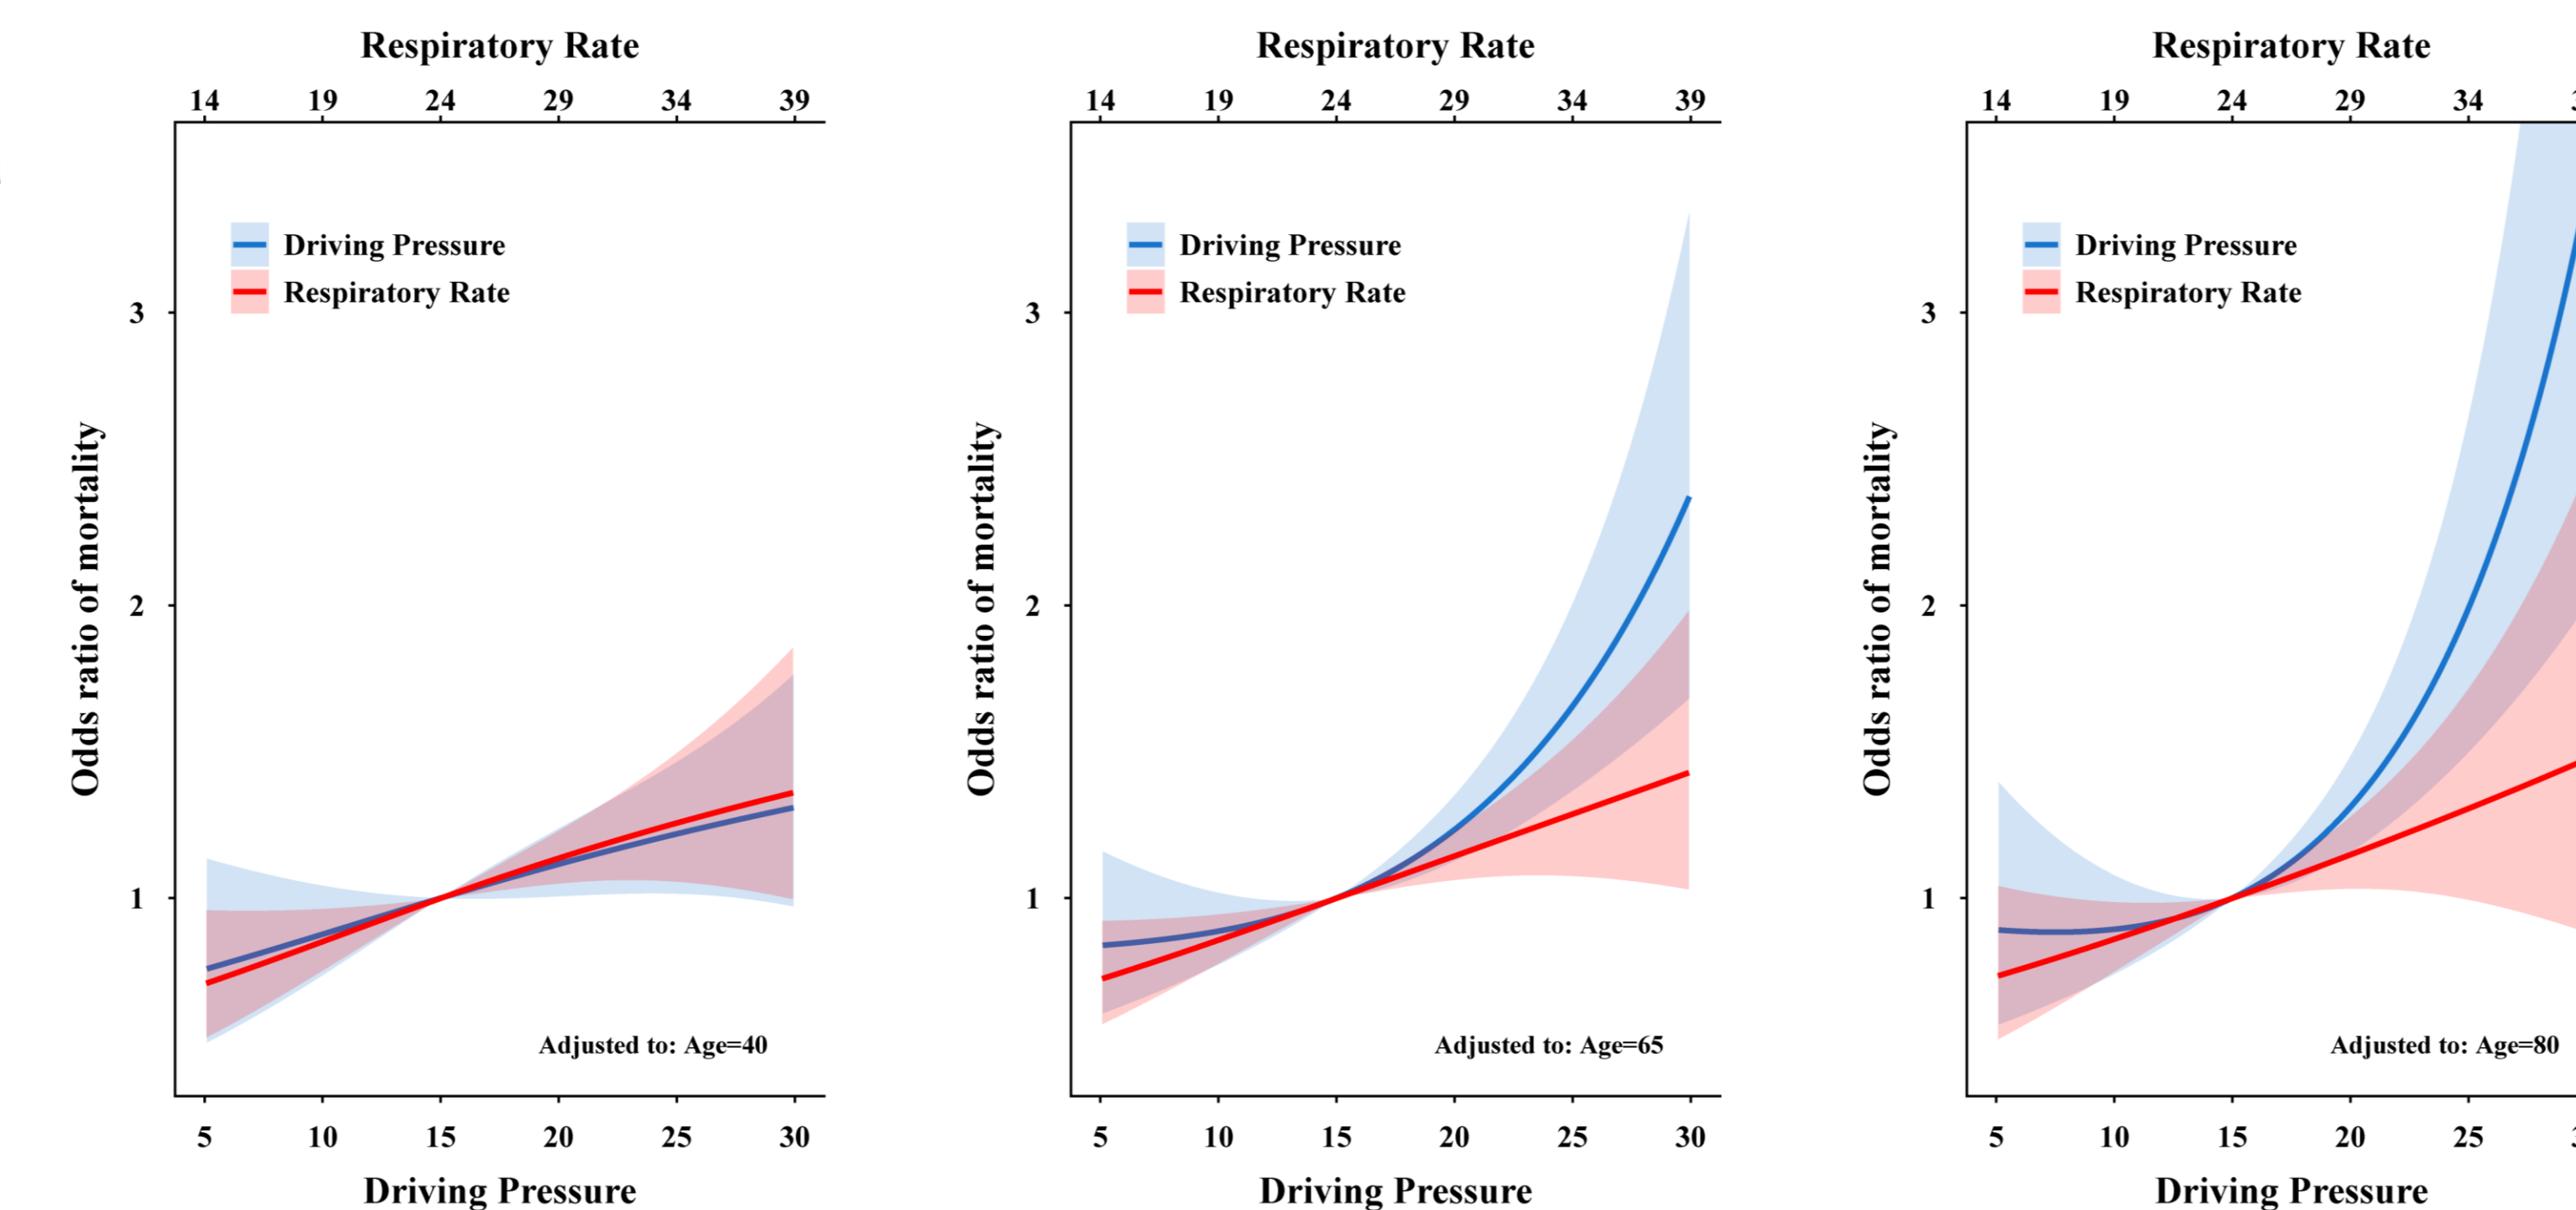 Respiratory Rate
14 19 24 29 34 39
Driving Pressure
Respiratory Rate
3
2
1
Odds ratio of mortality
Adjusted to: Age=40
5 10 15 20 25 30
Driving Pressure
Respiratory Rate
14 19 24 29 34 39
Driving Pressure
Respiratory Rate
3
2
1
Odds ratio of mortality
Adjusted to: Age=65
5 10 15 20 25 30
Driving Pressure
Respiratory Rate
14 19 24 29 34
Driving Pressure
Respiratory Rate
3
2
1
Odds ratio of mortality
Adjusted to: Age=80
5 10 15 20 25
Driving Pressure